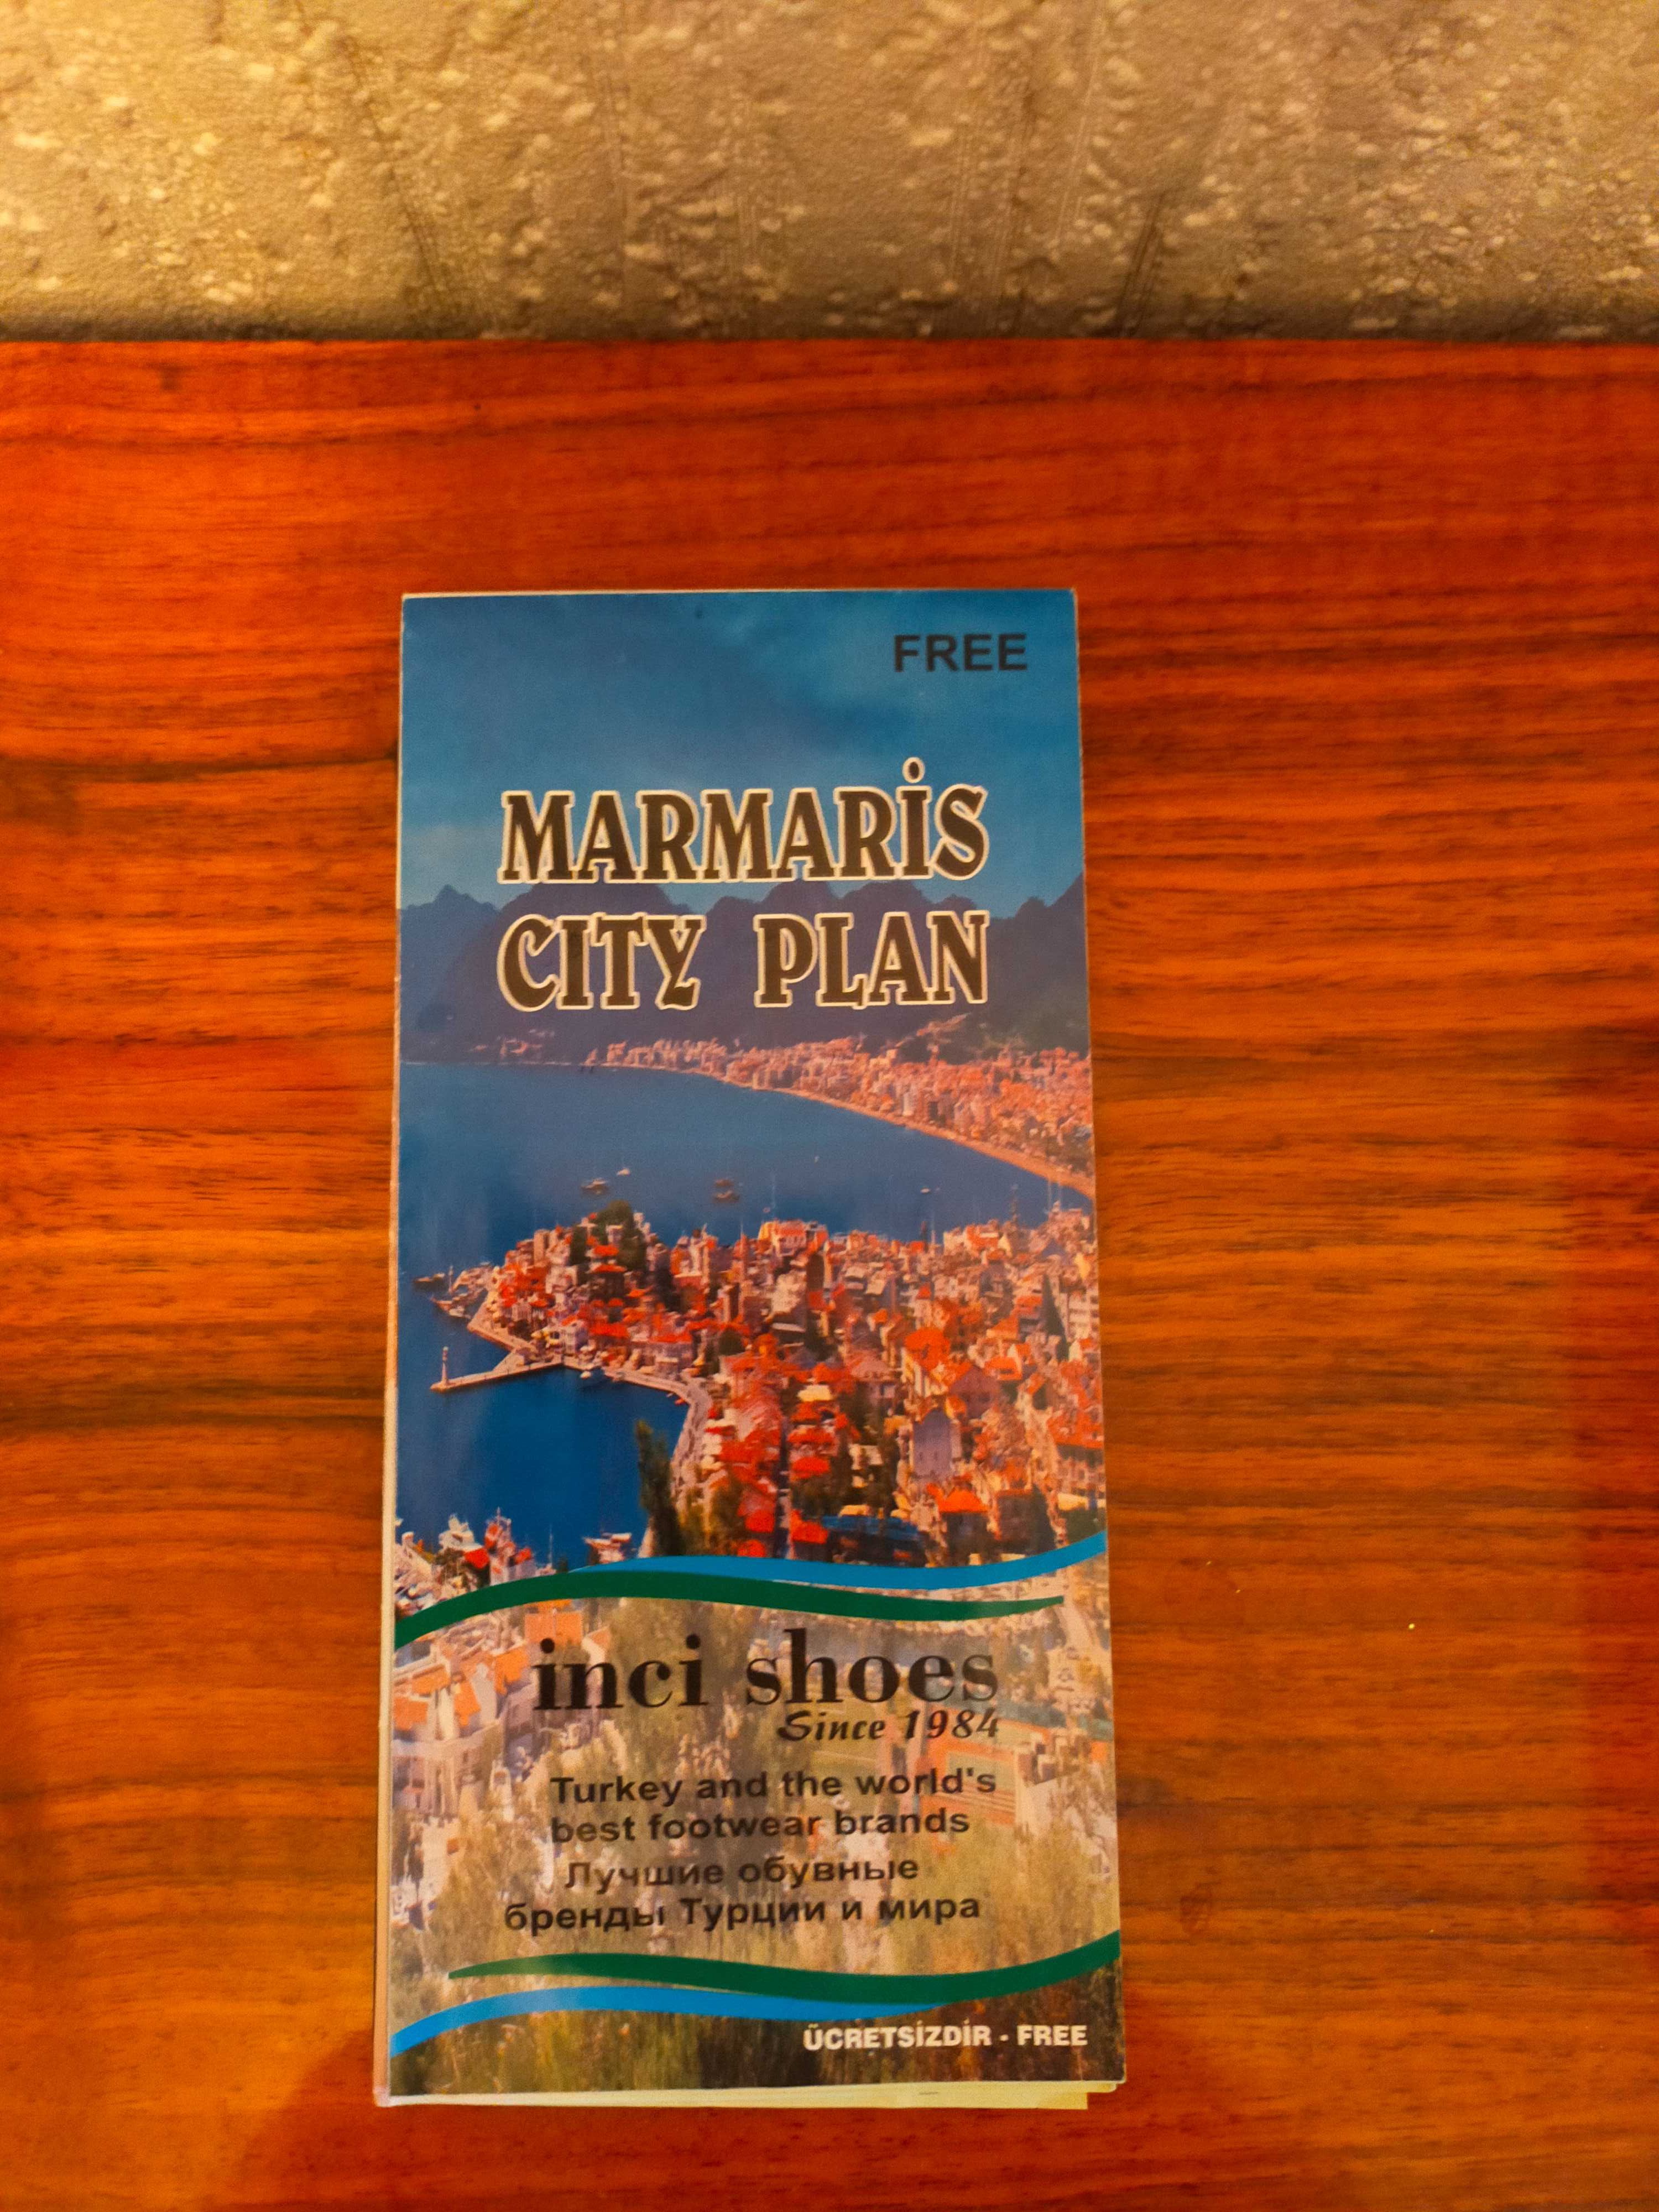 FREE
MARMARİS
CITY PLAN
inci shoes
Since 1984
Turkey and the world's
best footwear brands
Лучшие обувные
бренды Турции и мира
ÜCRETSİZDİR - FREE